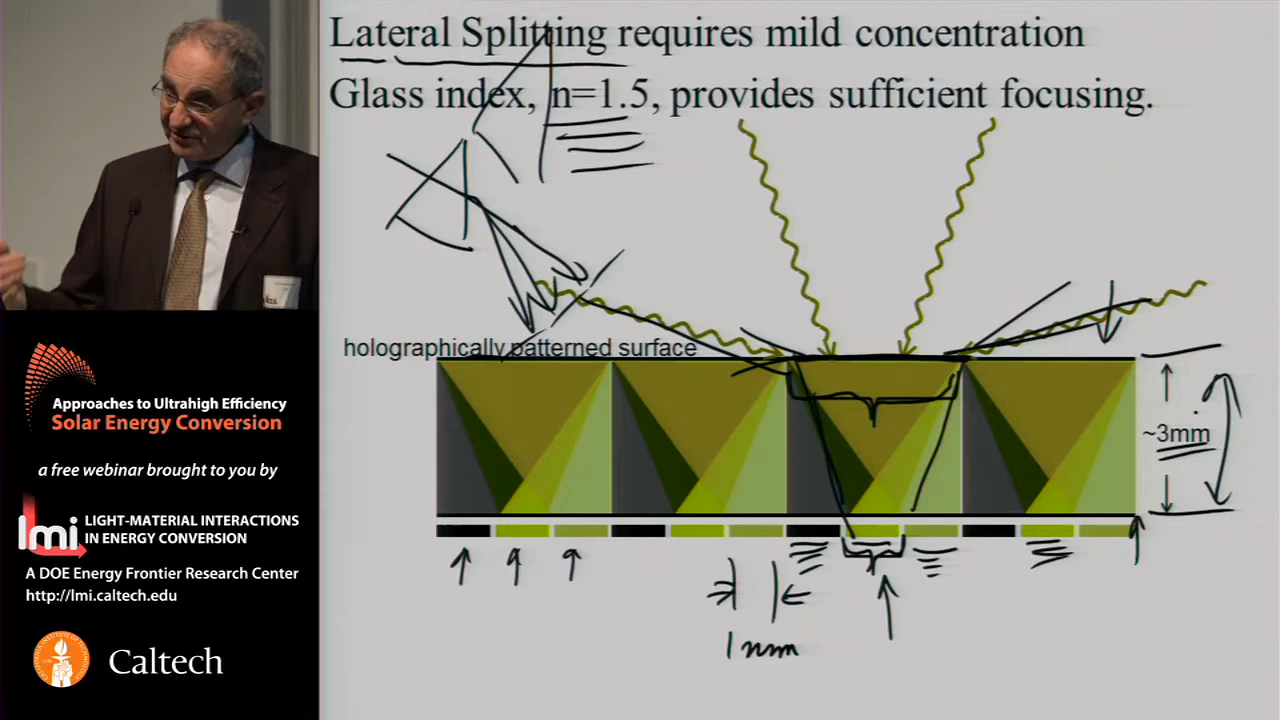 Lateral Splitting requires mild concentration
Glass index, n=1.5, provides sufficient focusing.
holographically patterned surface
~3mm
1 mm
Approaches to Ultrahigh Efficiency
Solar Energy Conversion
a free webinar brought to you by
lmi LIGHT-MATERIAL INTERACTIONS
IN ENERGY CONVERSION
A DOE Energy Frontier Research Center
http://lmi.caltech.edu
Caltech